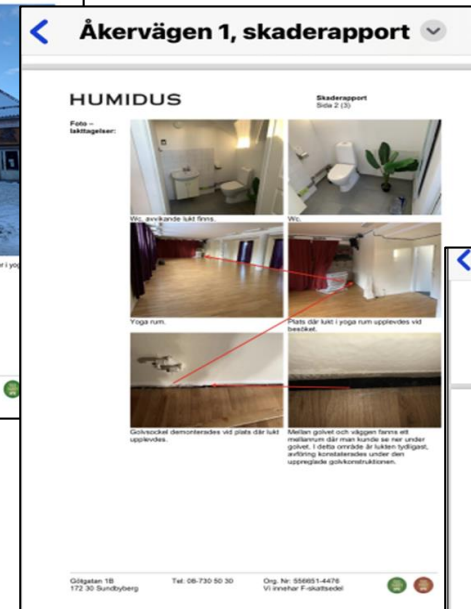 Åkervägen 1, skaderapport
HUMIDUS
Skaderapport
Sida 2 (3)
Foto –
Iakttagelser:
Wc, avvikande lukt finns.
Wc.
Yoga rum.
Plats där lukt i yoga rum upplevdes vid
besöket.
Golvsockel demonterades vid plats där lukt
upplevdes.
Mellan golvet och väggen fanns ett
mellanrum där man kunde se ner under
golvet, I detta område är lukten tydligast,
avföring konstaterades under den
uppreglade golvkonstruktionen.
172 30 Sundbyberg
Tel: 08-730 50 30
Org. Nr: 556651-4476
Vi innehar F-skattsedel